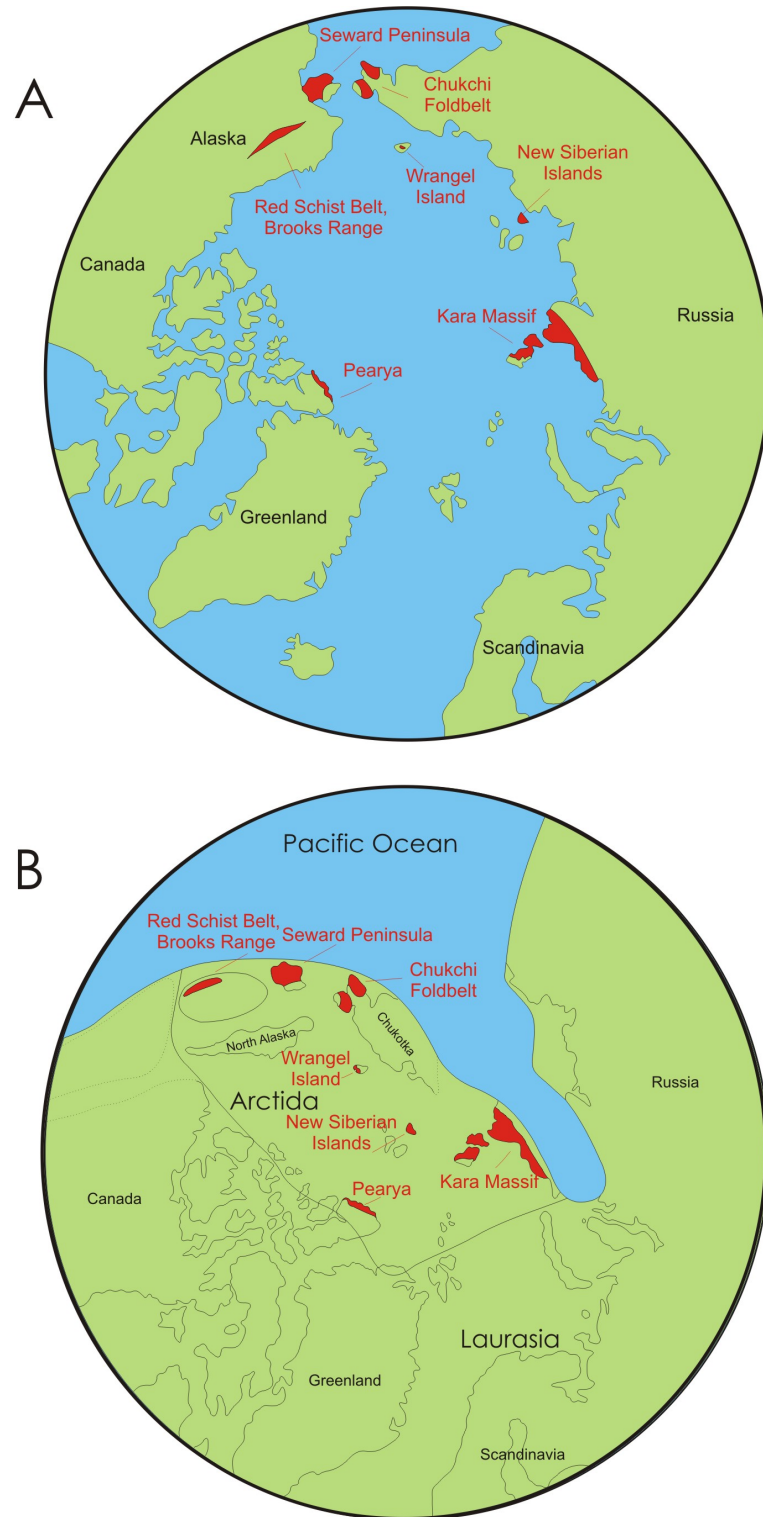 A
Seward Peninsula
Chukchi
Foldbelt
Alaska
Wrangel
Island
New Siberian
Islands
Red Schist Belt,
Brooks Range
Canada
Kara Massif
Russia
Pearya
Greenland
Scandinavia
B
Pacific Ocean
Red Schist Belt,
Brooks Range
Seward Peninsula
Chukchi
Foldbelt
North Alaska
Chukotka
Wrangel
Island
Russia
Arctida
New Siberian
Islands
Kara Massif
Pearya
Canada
Laurasia
Greenland
Scandinavia